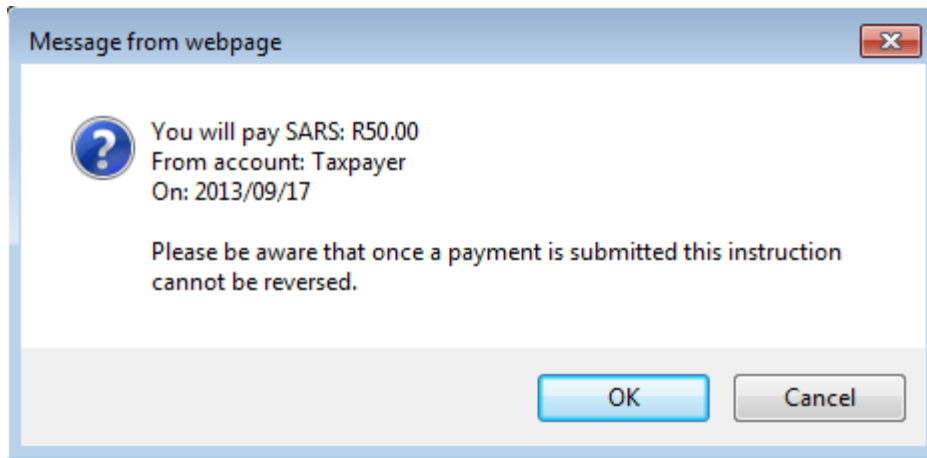 Message from webpage
You will pay SARS: R50.00
From account: Taxpayer
On: 2013/09/17
Please be aware that once a payment is submitted this instruction
cannot be reversed.
OK
Cancel